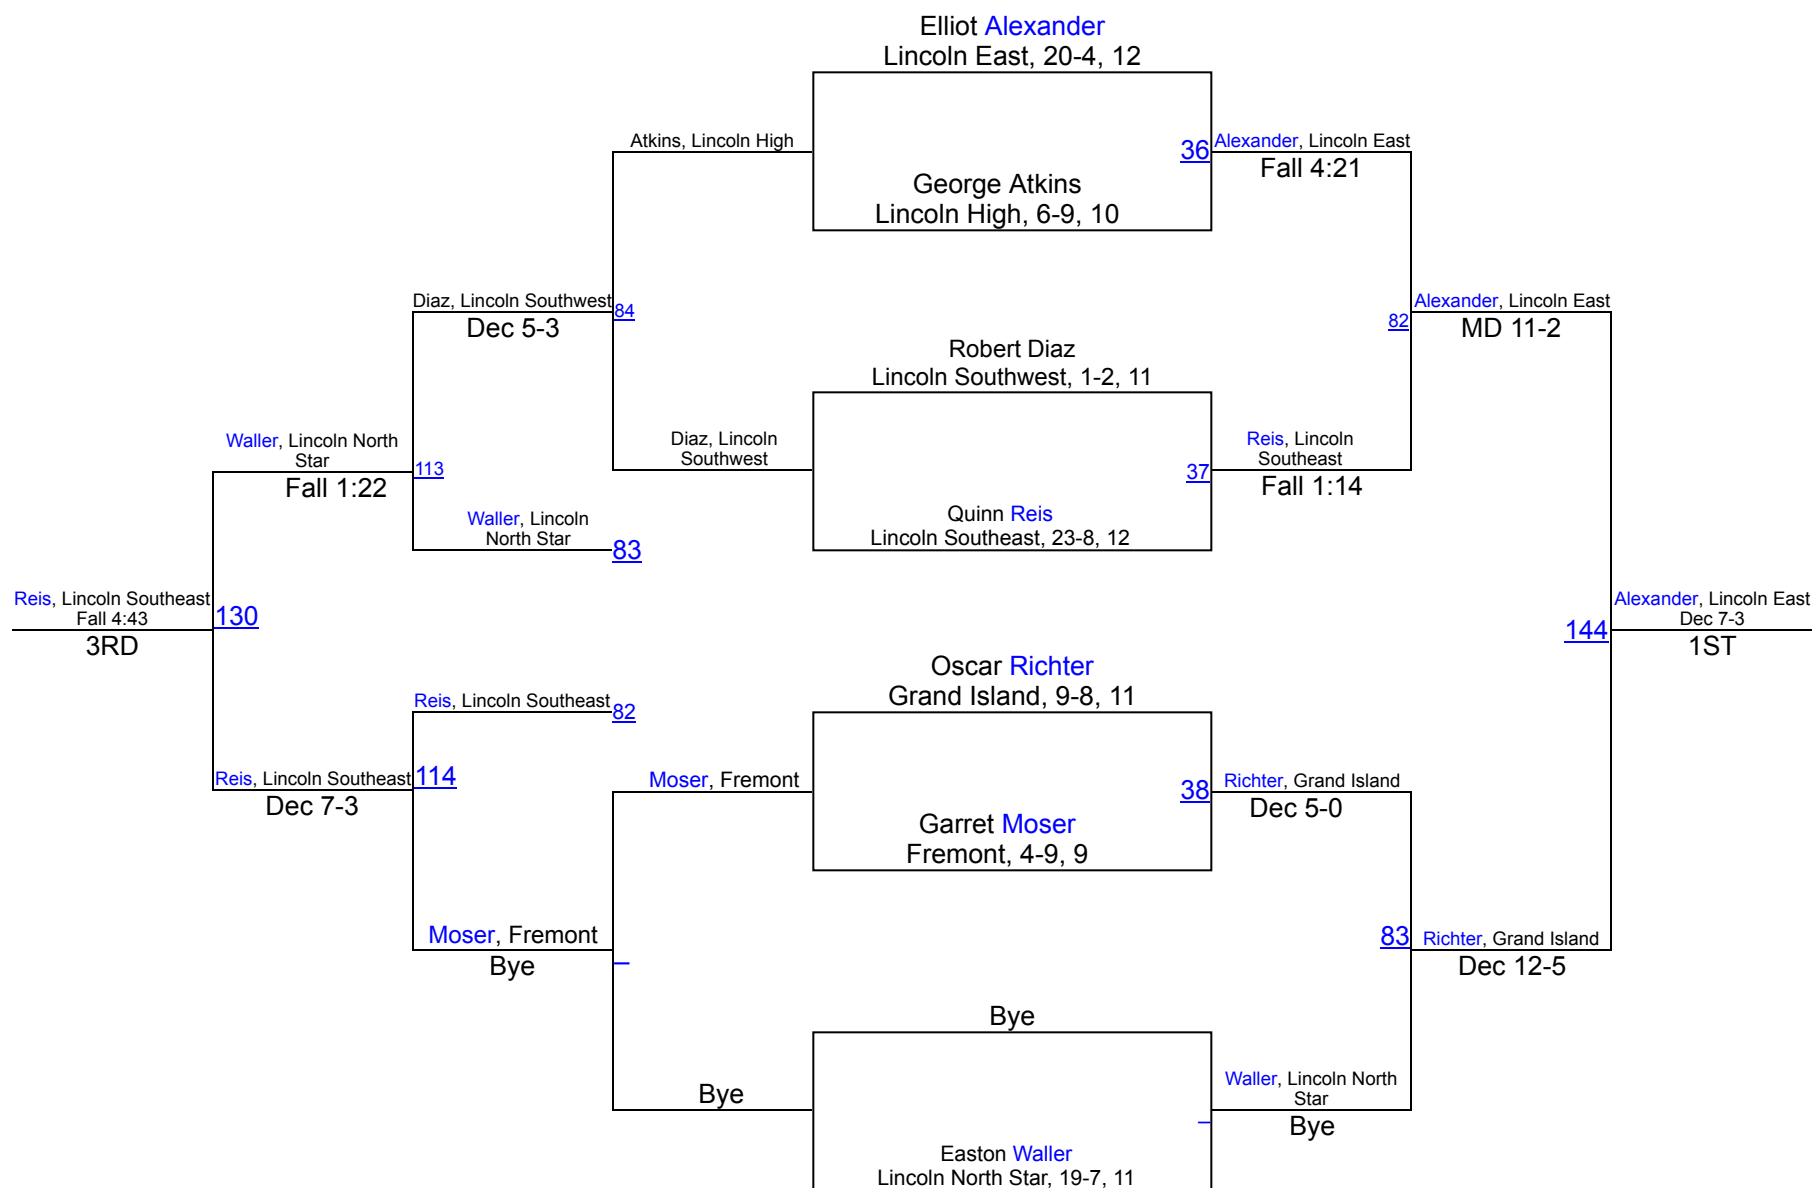 Elliot Alexander
Lincoln East, 20-4, 12
Atkins, Lincoln High
36
Alexander, Lincoln East
Fall 4:21
George Atkins
Lincoln High, 6-9, 10
Diaz, Lincoln Southwest
84
Dec 5-3
82
Alexander, Lincoln East
MD 11-2
Robert Diaz
Lincoln Southwest, 1-2, 11
Waller, Lincoln North
Star
113
Fall 1:22
Diaz, Lincoln
Southwest
37
Reis, Lincoln
Southeast
Fall 1:14
Waller, Lincoln
North Star
83
Quinn Reis
Lincoln Southeast, 23-8, 12
Reis, Lincoln Southeast
Fall 4:43
3RD
130
144
Alexander, Lincoln East
Dec 7-3
1ST
Oscar Richter
Grand Island, 9-8, 11
Reis, Lincoln Southeast
82
Reis, Lincoln Southeast
114
Dec 7-3
Moser, Fremont
38
Richter, Grand Island
Dec 5-0
Garret Moser
Fremont, 4-9, 9
Moser, Fremont
Bye
83
Richter, Grand Island
Dec 12-5
Bye
Bye
Waller, Lincoln North
Star
Bye
Easton Waller
Lincoln North Star, 19-7, 11